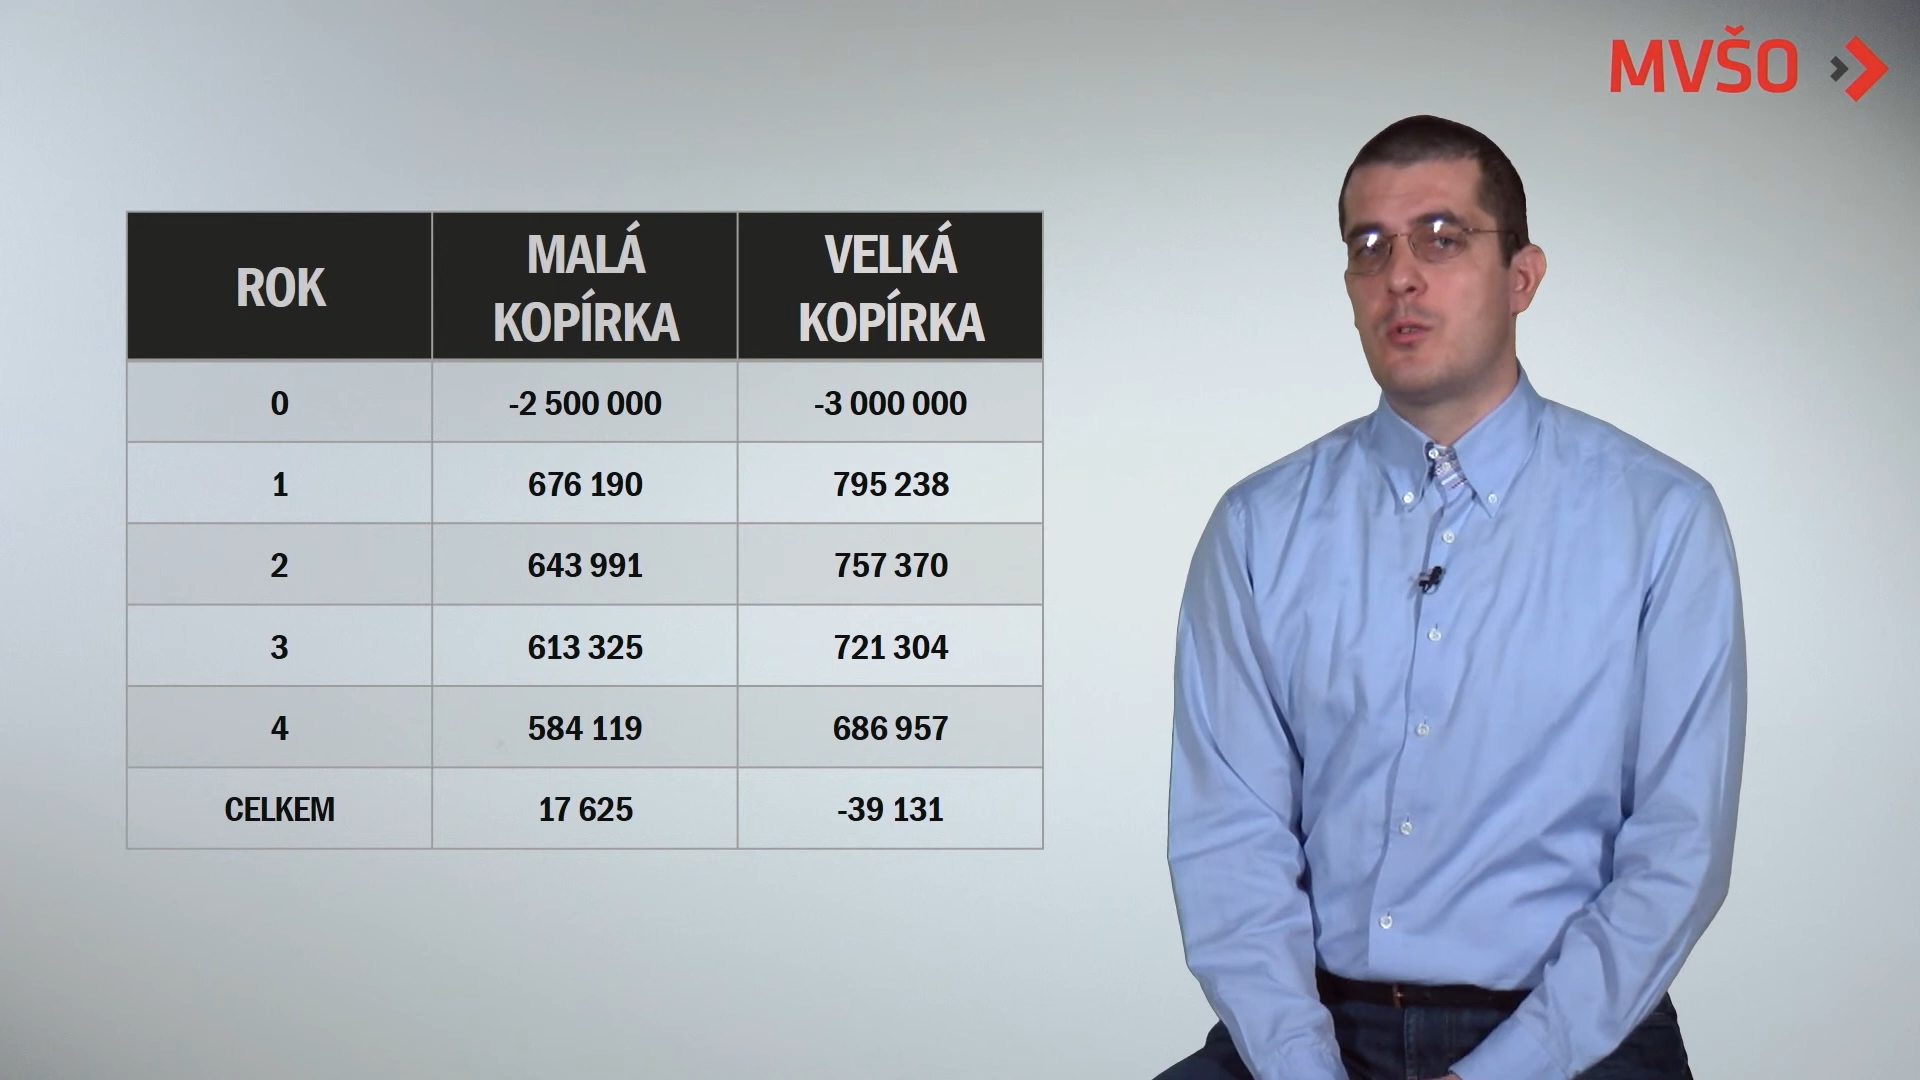 MVŠO
ROK
MALÁ KOPÍRKA
VELKÁ KOPÍRKA
0 -2 500 000 -3 000 000
1 676 190 795 238
2 643 991 757 370
3 613 325 721 304
4 584 119 686 957
CELKEM 17 625 -39 131